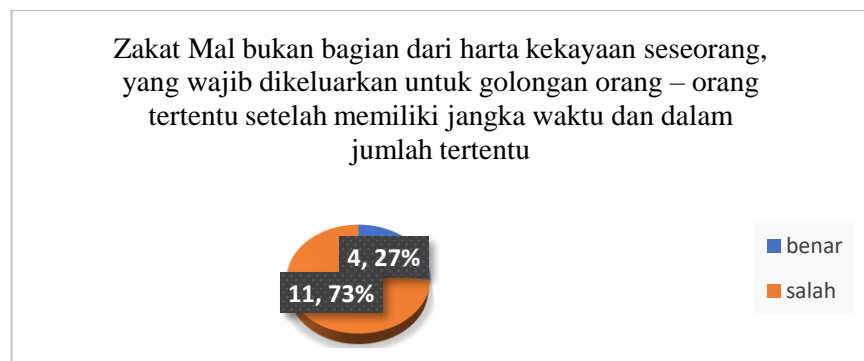 Zakat Mal bukan bagian dari harta kekayaan seseorang,
yang wajib dikeluarkan untuk golongan orang – orang
tertentu setelah memiliki jangka waktu dan dalam
jumlah tertentu
4, 27%
11, 73%
benar
salah